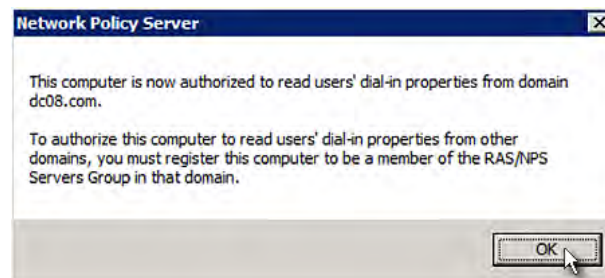 Network Policy Server
This computer is now authorized to read users' dial-in properties from domain
dc08.com.
To authorize this computer to read users' dial-in properties from other
domains, you must register this computer to be a member of the RAS/NPS
Servers Group in that domain.
OK